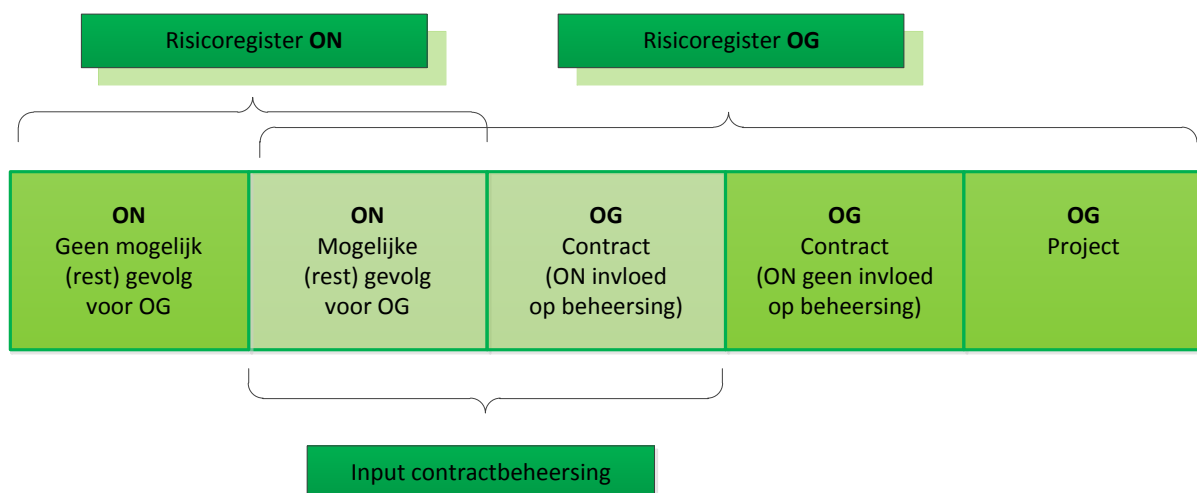 Risicoregister ON
Risicoregister OG
ON
Geen mogelijk
(rest) gevolg
voor OG
ON
Mogelijke
(rest) gevolg
voor OG
OG
Contract
(ON invloed
op beheersing)
OG
Contract
(ON geen invloed
op beheersing)
OG
Project
Input contractbeheersing